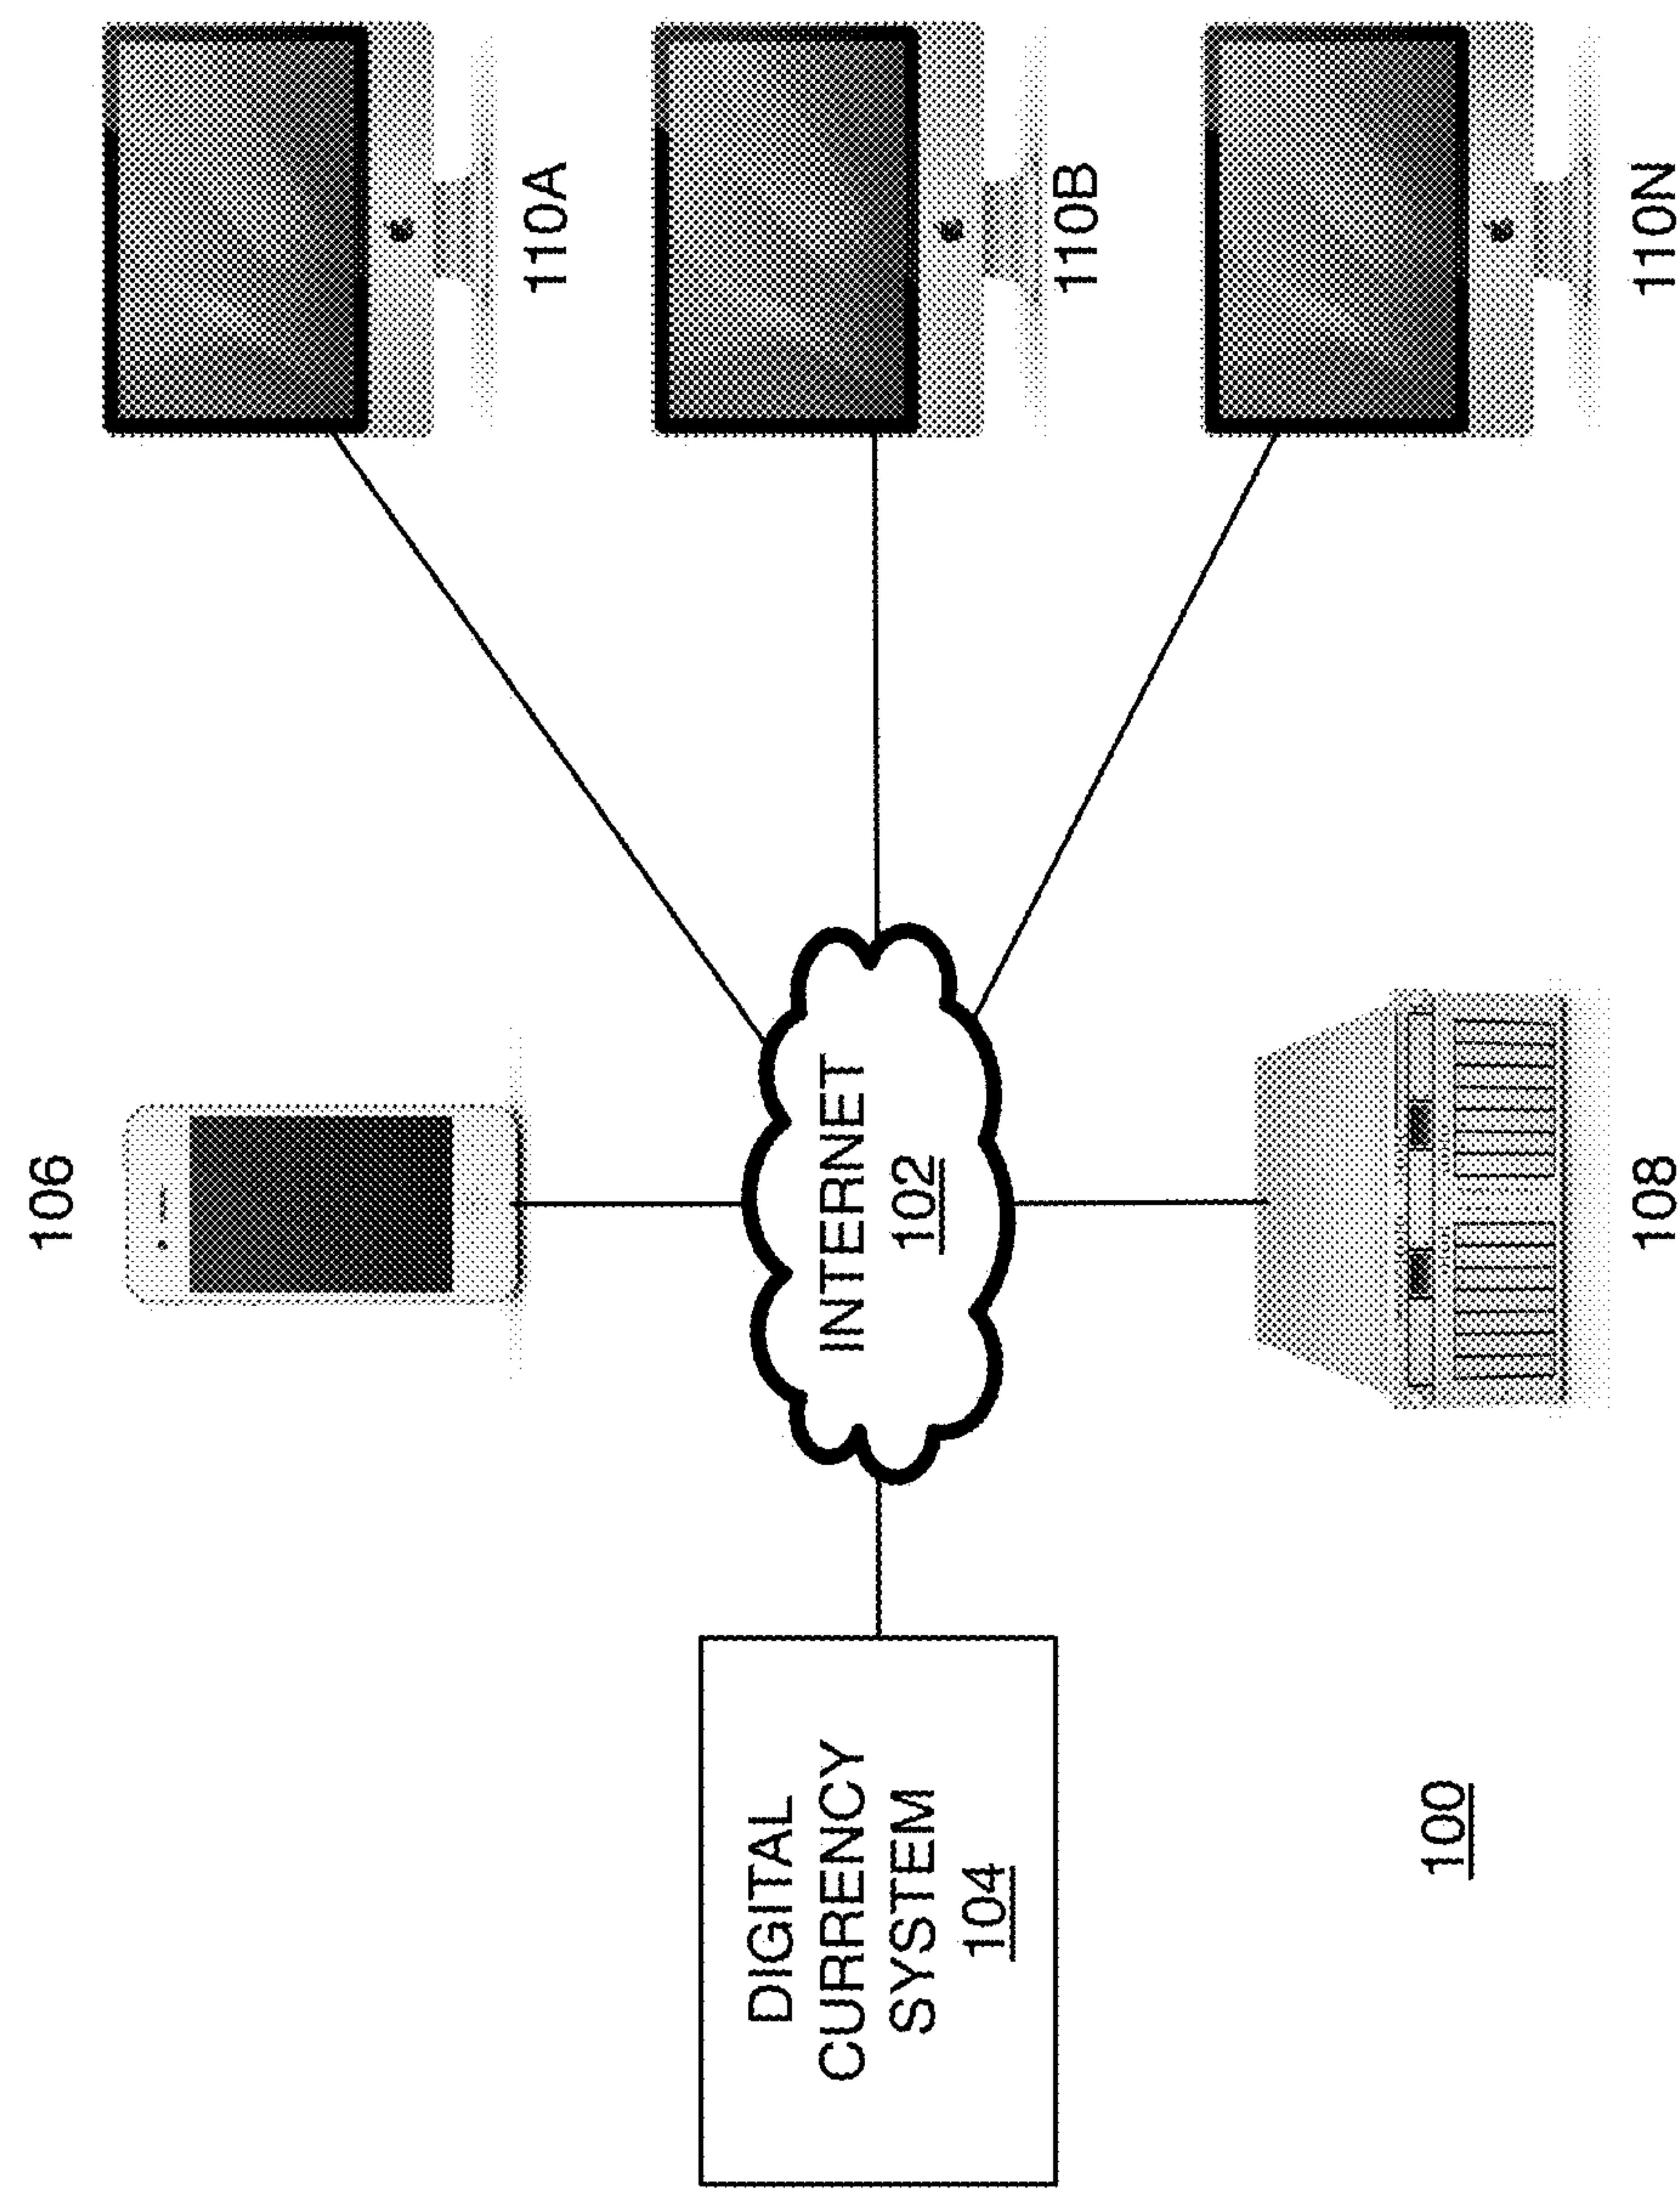 106
110A
INTERNET
102
110B
DIGITAL
CURRENCY
SYSTEM
104
100
108
110N